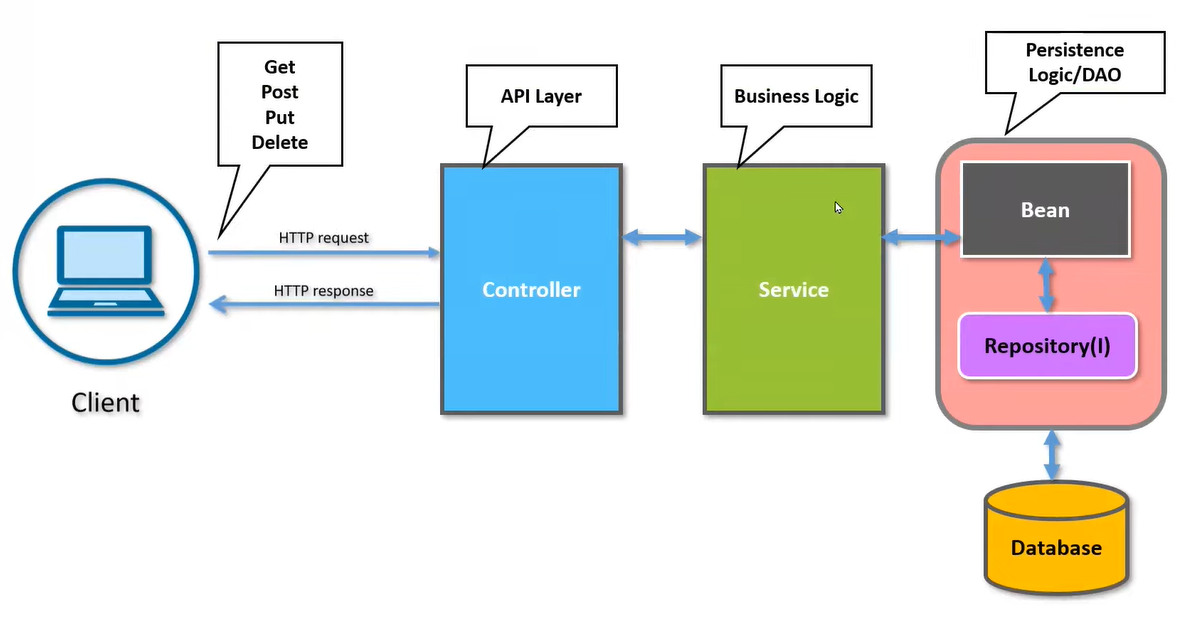 Get
Post
Put
Delete
API Layer
Business Logic
Persistence
Logic/DAO
HTTP request
HTTP response
Client
Controller
Service
Bean
Repository(I)
Database